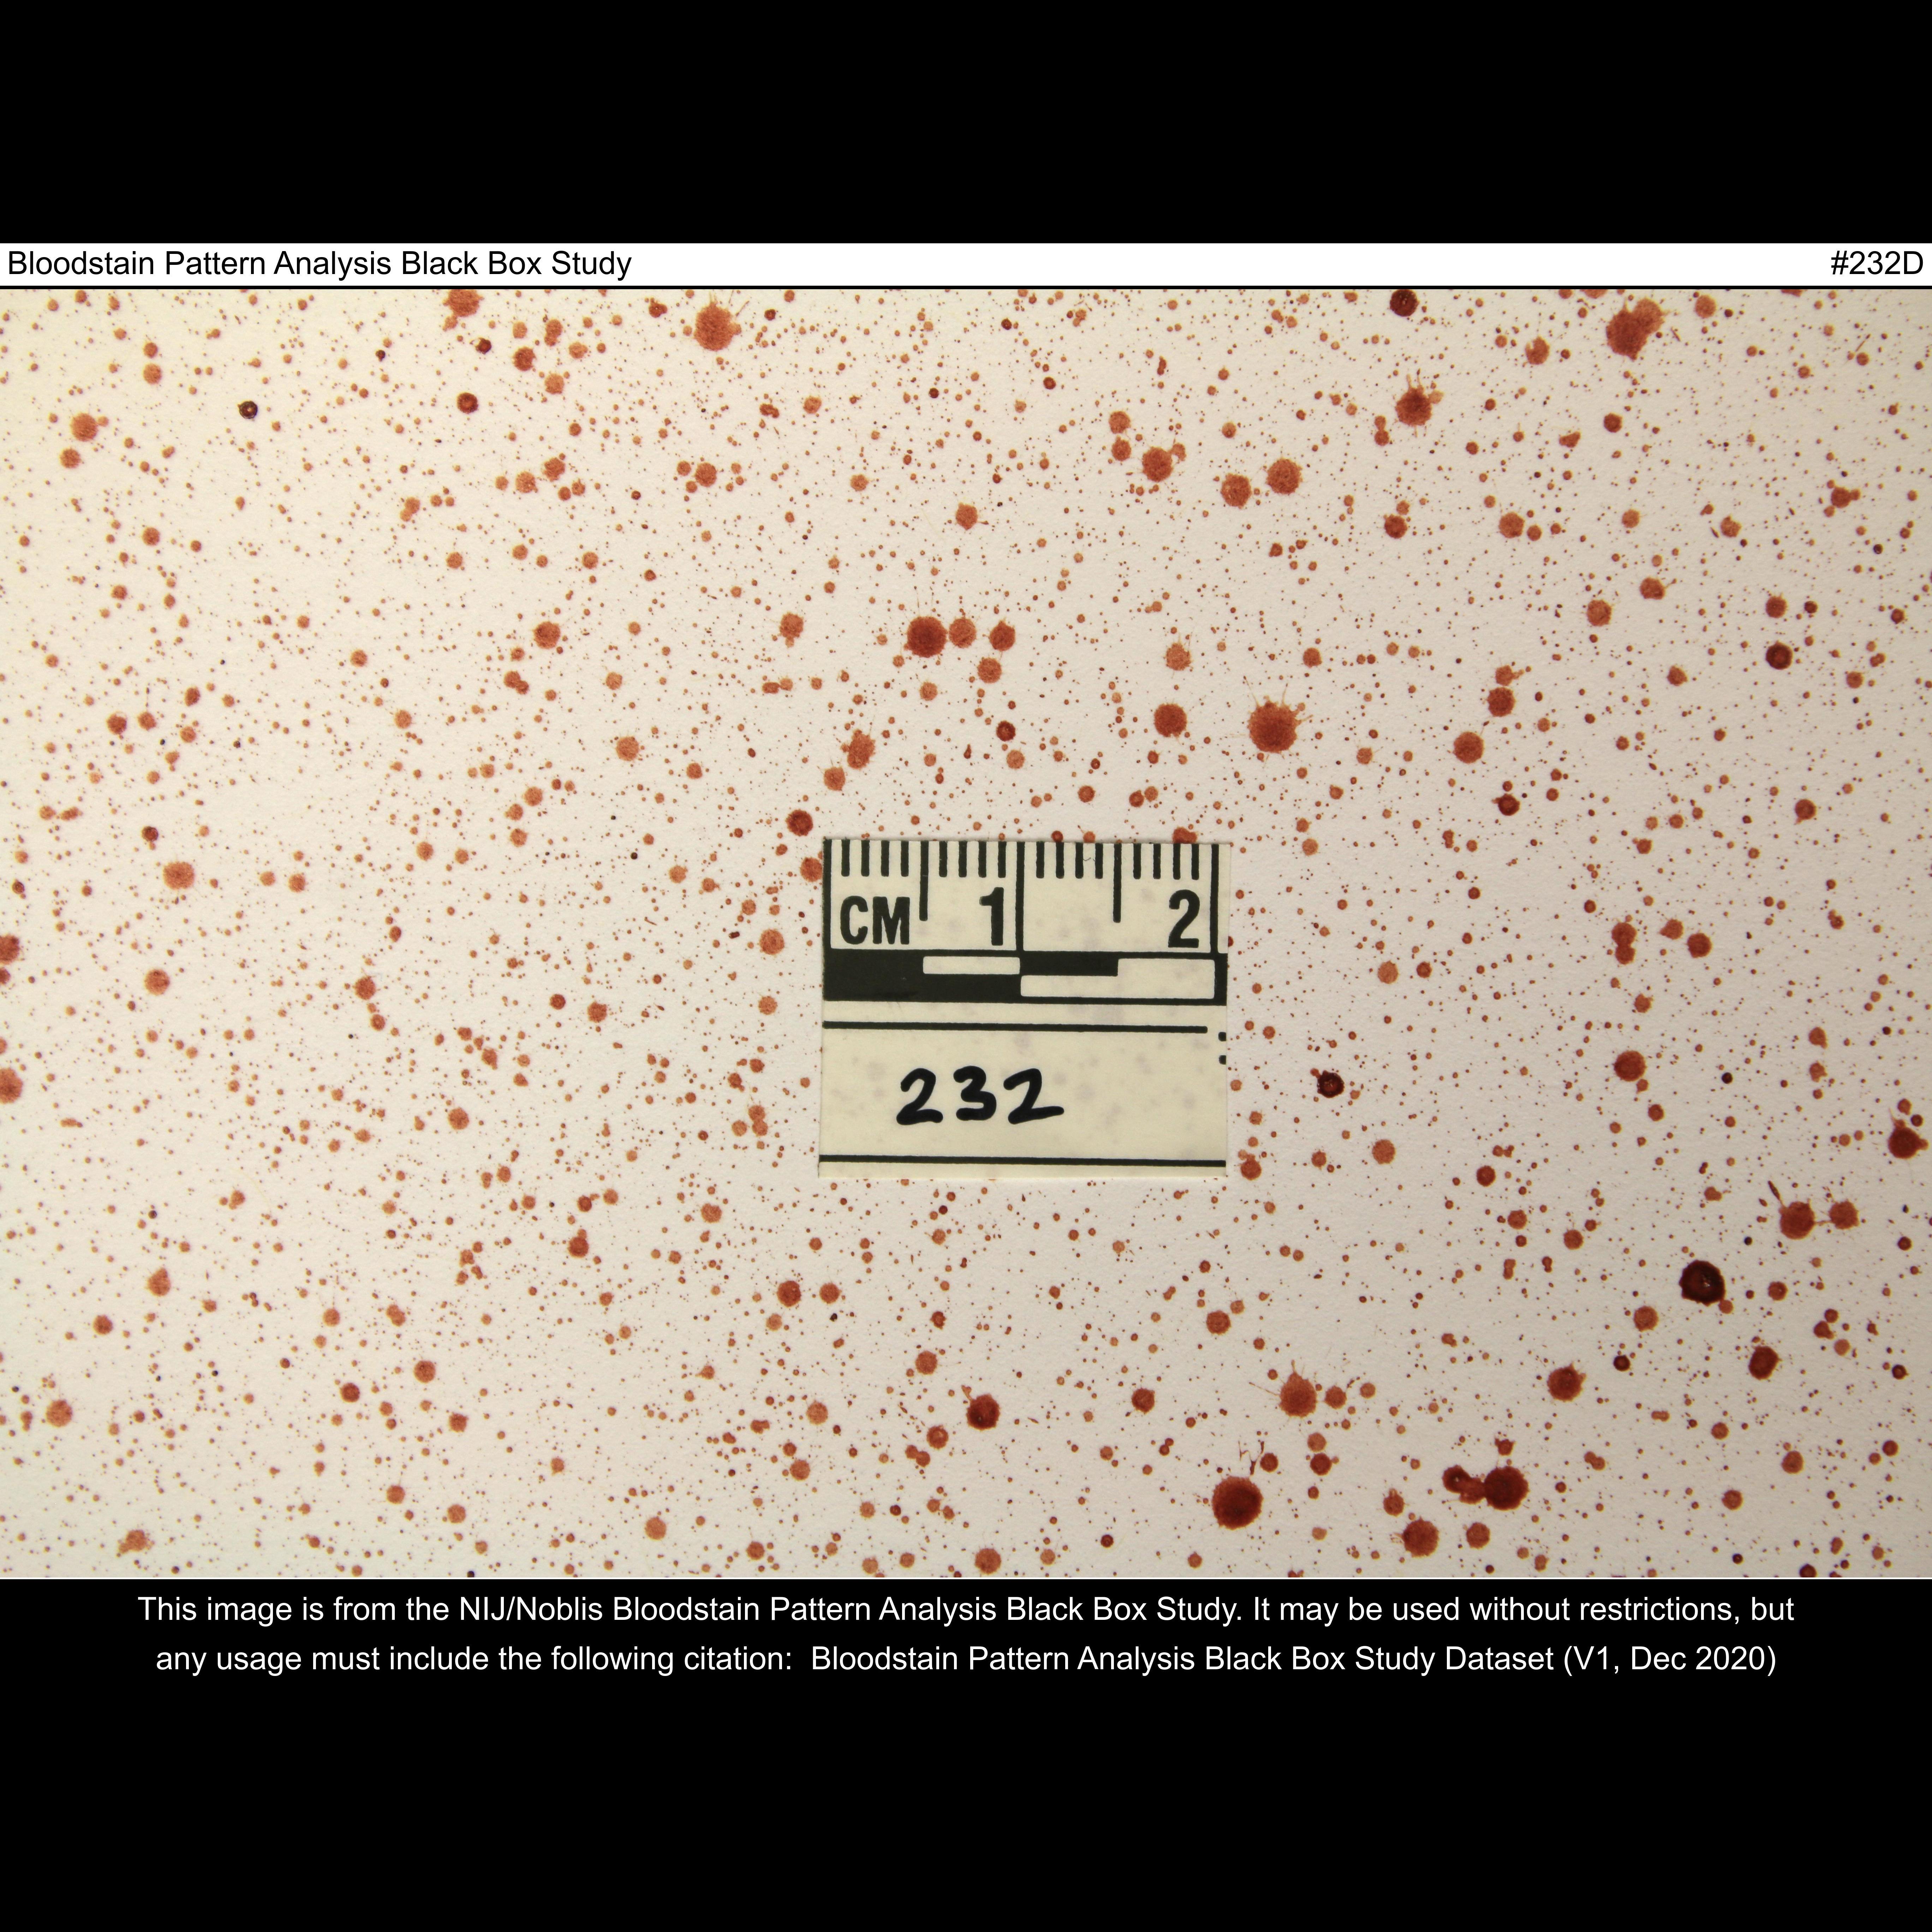 Bloodstain Pattern Analysis Black Box Study #232D
CM 1 2
232
This image is from the NIJ/Noblis Bloodstain Pattern Analysis Black Box Study. It may be used without restrictions, but
any usage must include the following citation: Bloodstain Pattern Analysis Black Box Study Dataset (V1, Dec 2020)